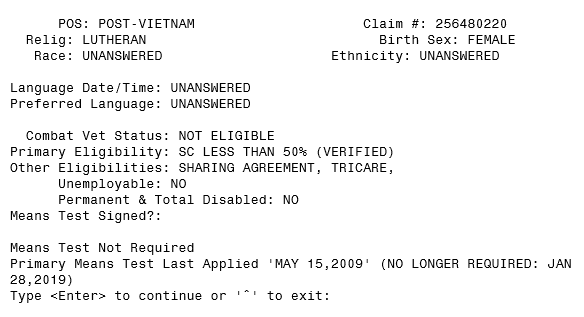 POS: POST-VIETNAM Claim #: 256480220
Relig: LUTHERAN Birth Sex: FEMALE
Race: UNANSWERED Ethnicity: UNANSWERED
Language Date/Time: UNANSWERED
Preferred Language: UNANSWERED
Combat Vet Status: NOT ELIGIBLE
Primary Eligibility: SC LESS THAN 50% (VERIFIED)
Other Eligibilities: SHARING AGREEMENT, TRICARE,
Unemployable: NO
Permanent & Total Disabled: NO
Means Test Signed?:
Means Test Not Required
Primary Means Test Last Applied 'MAY 15,2009' (NO LONGER REQUIRED: JAN
28,2019)
Type <Enter> to continue or '^' to exit: